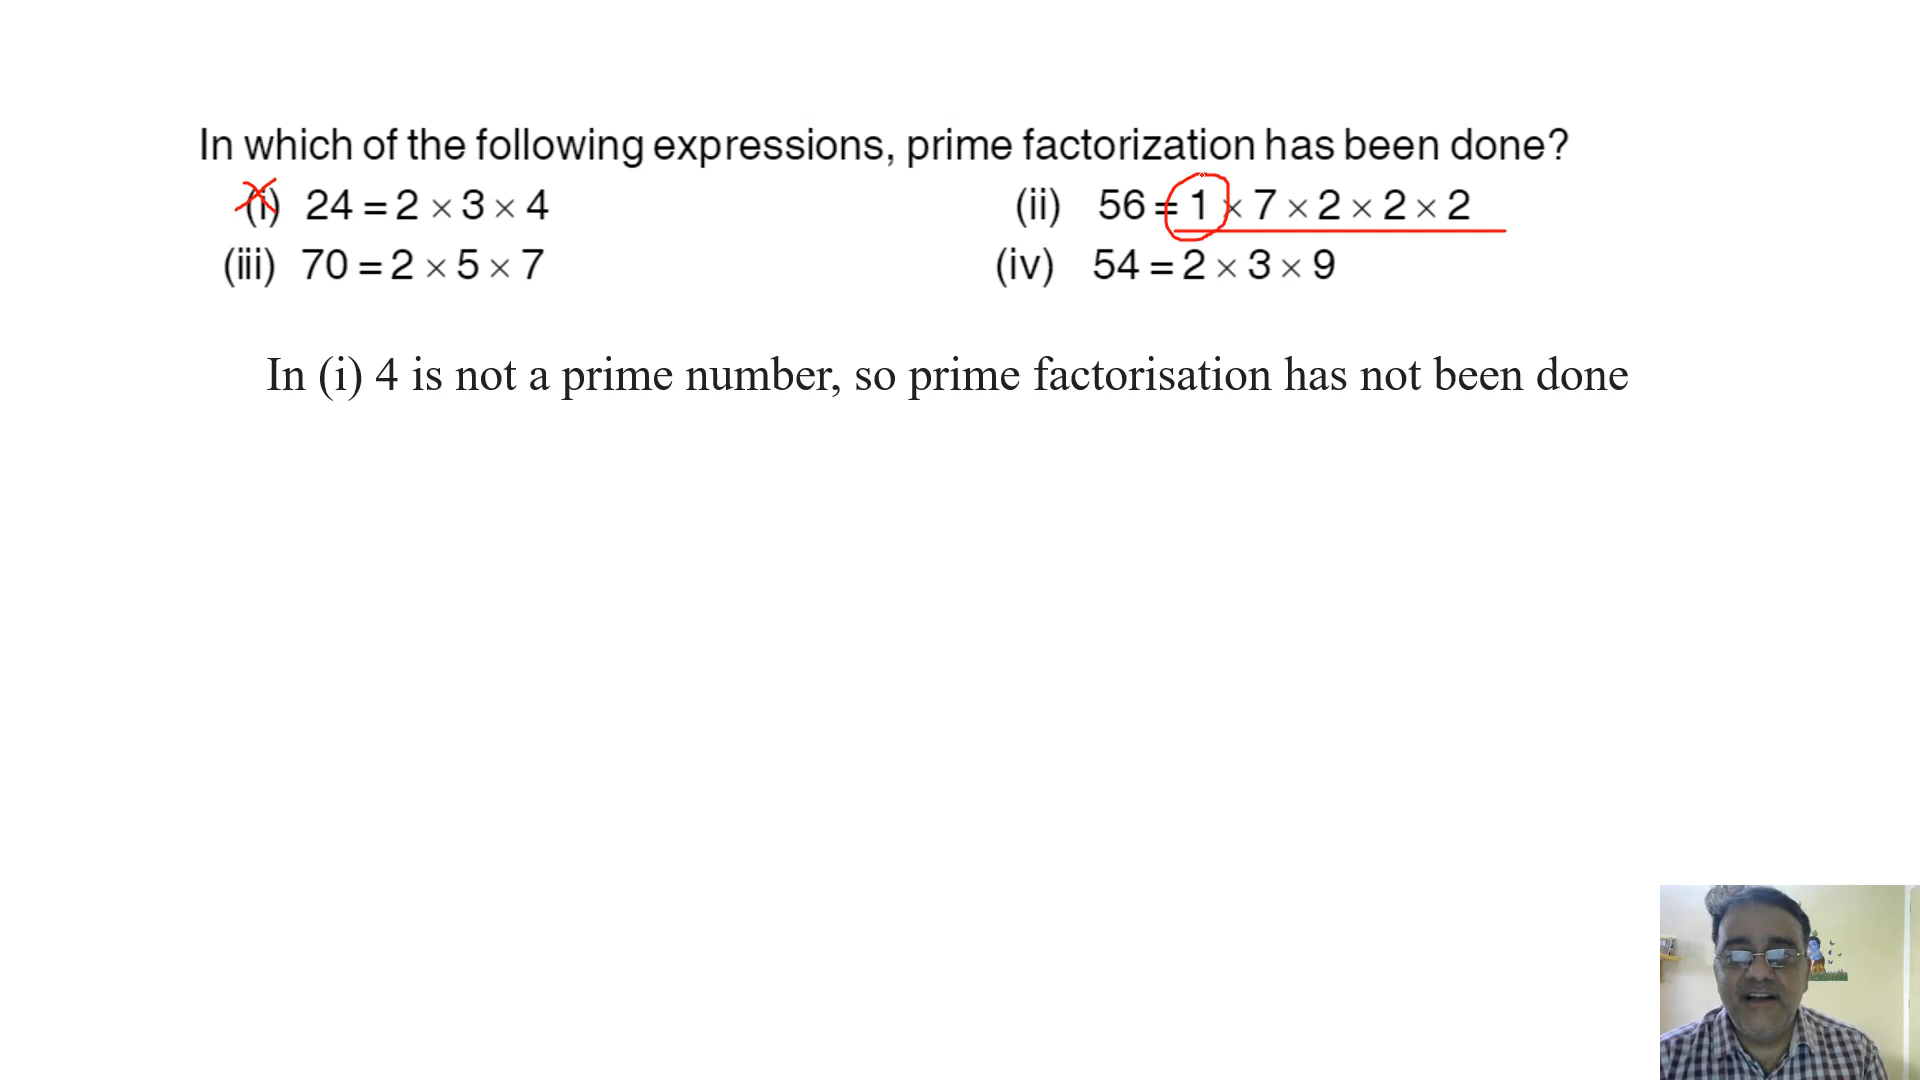 In which of the following expressions, prime factorization has been done?
(i) 24 = 2 × 3 × 4 (ii) 56 = 1 × 7 × 2 × 2 × 2
(iii) 70 = 2 × 5 × 7 (iv) 54 = 2 × 3 × 9
In (i) 4 is not a prime number, so prime factorisation has not been done